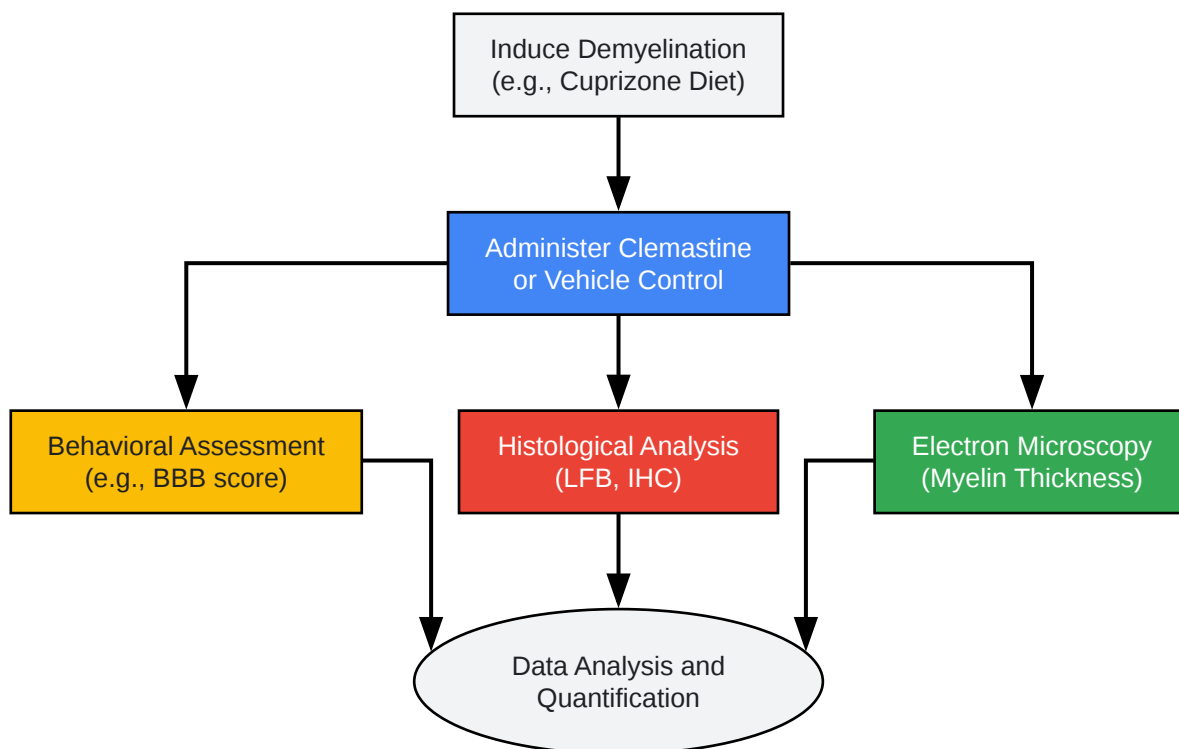 Induce Demyelination
(e.g., Cuprizone Diet)
Administer Clemastine
or Vehicle Control
Behavioral Assessment
(e.g., BBB score)
Histological Analysis
(LFB, IHC)
Electron Microscopy
(Myelin Thickness)
Data Analysis and
Quantification